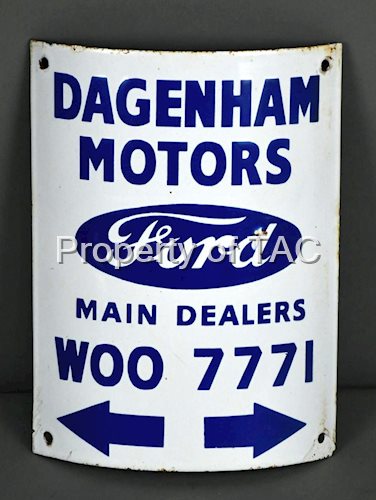 DAGENHAM
MOTORS
Ford
Property of TAC
MAIN DEALERS
WOO 7771